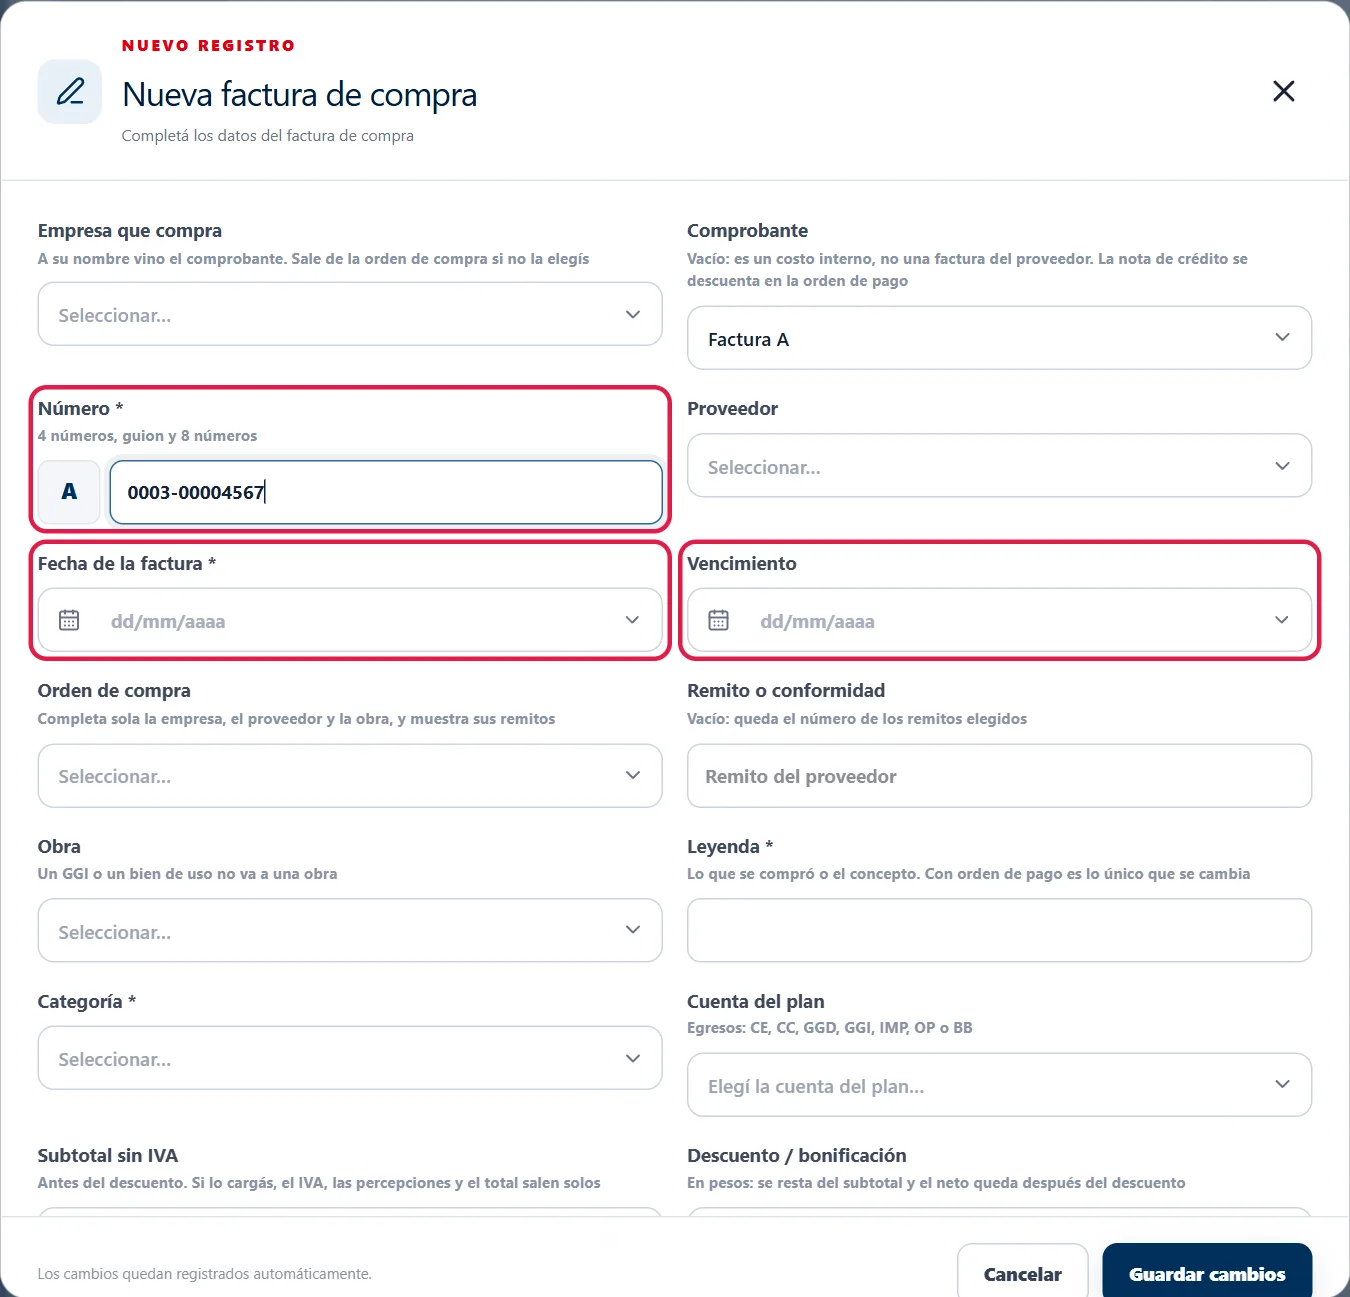 NUEVO REGISTRO
Nueva factura de compra
Completá los datos del factura de compra
Empresa que compra
A su nombre vino el comprobante. Sale de la orden de compra si no la elegís
Seleccionar...
Comprobante
Vacío: es un costo interno, no una factura del proveedor. La nota de crédito se
descuenta en la orden de pago
Factura A
Número *
4 números, guion y 8 números
A
0003-00004567
Proveedor
Seleccionar...
Fecha de la factura *
dd/mm/aaaa
Vencimiento
dd/mm/aaaa
Orden de compra
Completa sola la empresa, el proveedor y la obra, y muestra sus remitos
Seleccionar...
Remito o conformidad
Vacío: queda el número de los remitos elegidos
Remito del proveedor
Obra
Un GGI o un bien de uso no va a una obra
Seleccionar...
Leyenda *
Lo que se compró o el concepto. Con orden de pago es lo único que se cambia
Categoría *
Seleccionar...
Cuenta del plan
Egresos: CE, CC, GGD, GGI, IMP, OP o BB
Elegí la cuenta del plan...
Subtotal sin IVA
Antes del descuento. Si lo cargás, el IVA, las percepciones y el total salen solos
Descuento / bonificación
En pesos: se resta del subtotal y el neto queda después del descuento
Los cambios quedan registrados automáticamente.
Cancelar
Guardar cambios